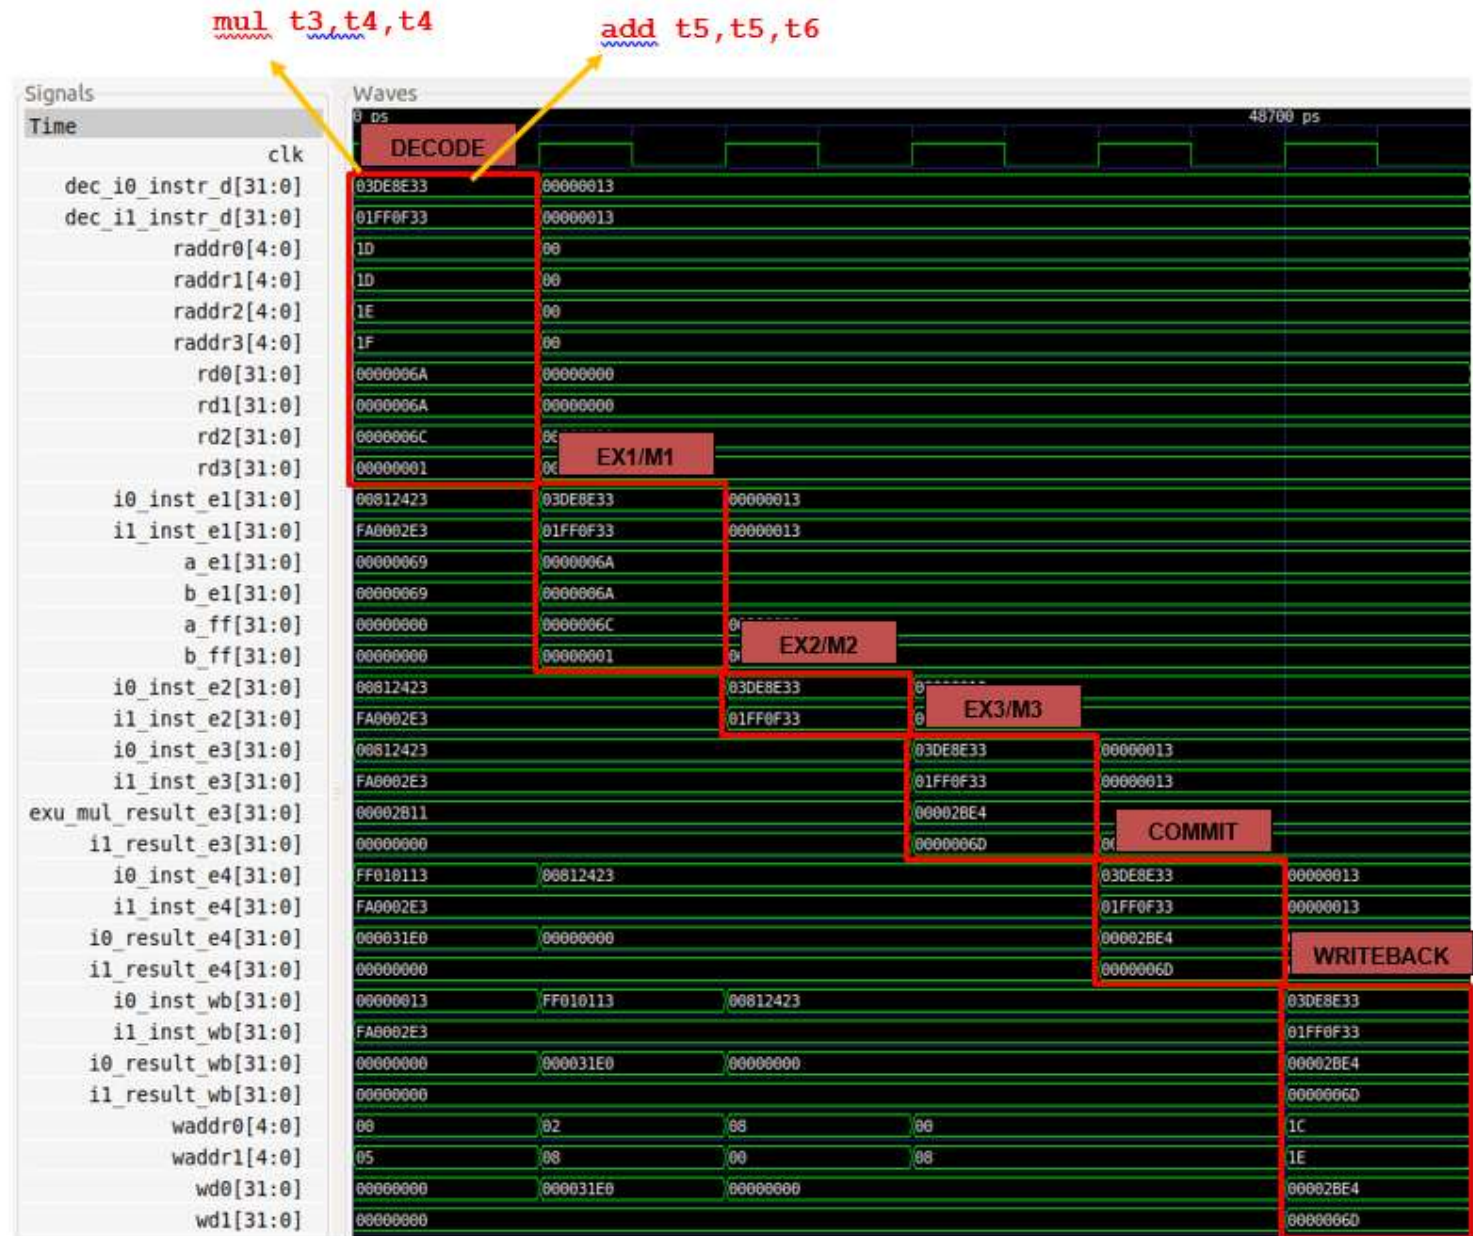 mul t3,t4,t4 add t5,t5,t6
Signals Waves
Time 0 ps 48700 ps
clk DECODE
dec_i0_instr_d[31:0] 03DE8E33 00000013
dec_i1_instr_d[31:0] 01FF0F33 00000013
raddr0[4:0] 1D 00
raddr1[4:0] 1D 00
raddr2[4:0] 1E 00
raddr3[4:0] 1F 00
rd0[31:0] 0000006A 00000000
rd1[31:0] 0000006A 00000000
rd2[31:0] 0000006C
EX1/M1
rd3[31:0] 00000001
i0_inst_e1[31:0] 00812423 03DE8E33 00000013
i1_inst_e1[31:0] FA0002E3 01FF0F33 00000013
a_e1[31:0] 00000069 0000006A
b_e1[31:0] 00000069 0000006A
a_ff[31:0] 00000000 0000006C
EX2/M2
b_ff[31:0] 00000000 00000001
i0_inst_e2[31:0] 00812423 03DE8E33
EX3/M3
i1_inst_e2[31:0] FA0002E3 01FF0F33
i0_inst_e3[31:0] 00812423 03DE8E33 00000013
i1_inst_e3[31:0] FA0002E3 01FF0F33 00000013
exu_mul_result_e3[31:0] 00002B11 00002BE4
COMMIT
i1_result_e3[31:0] 00000000 0000006D
i0_inst_e4[31:0] FF010113 00812423 03DE8E33 00000013
i1_inst_e4[31:0] FA0002E3 01FF0F33 00000013
i0_result_e4[31:0] 000031E0 00000000 00002BE4
WRITEBACK
i1_result_e4[31:0] 00000000 0000006D
i0_inst_wb[31:0] 00000013 FF010113 00812423 03DE8E33
i1_inst_wb[31:0] FA0002E3 01FF0F33
i0_result_wb[31:0] 00000000 000031E0 00000000 00002BE4
i1_result_wb[31:0] 00000000 0000006D
waddr0[4:0] 00 02 08 00 1C
waddr1[4:0] 05 08 00 08 1E
wd0[31:0] 00000000 000031E0 00000000 00002BE4
wd1[31:0] 00000000 0000006D